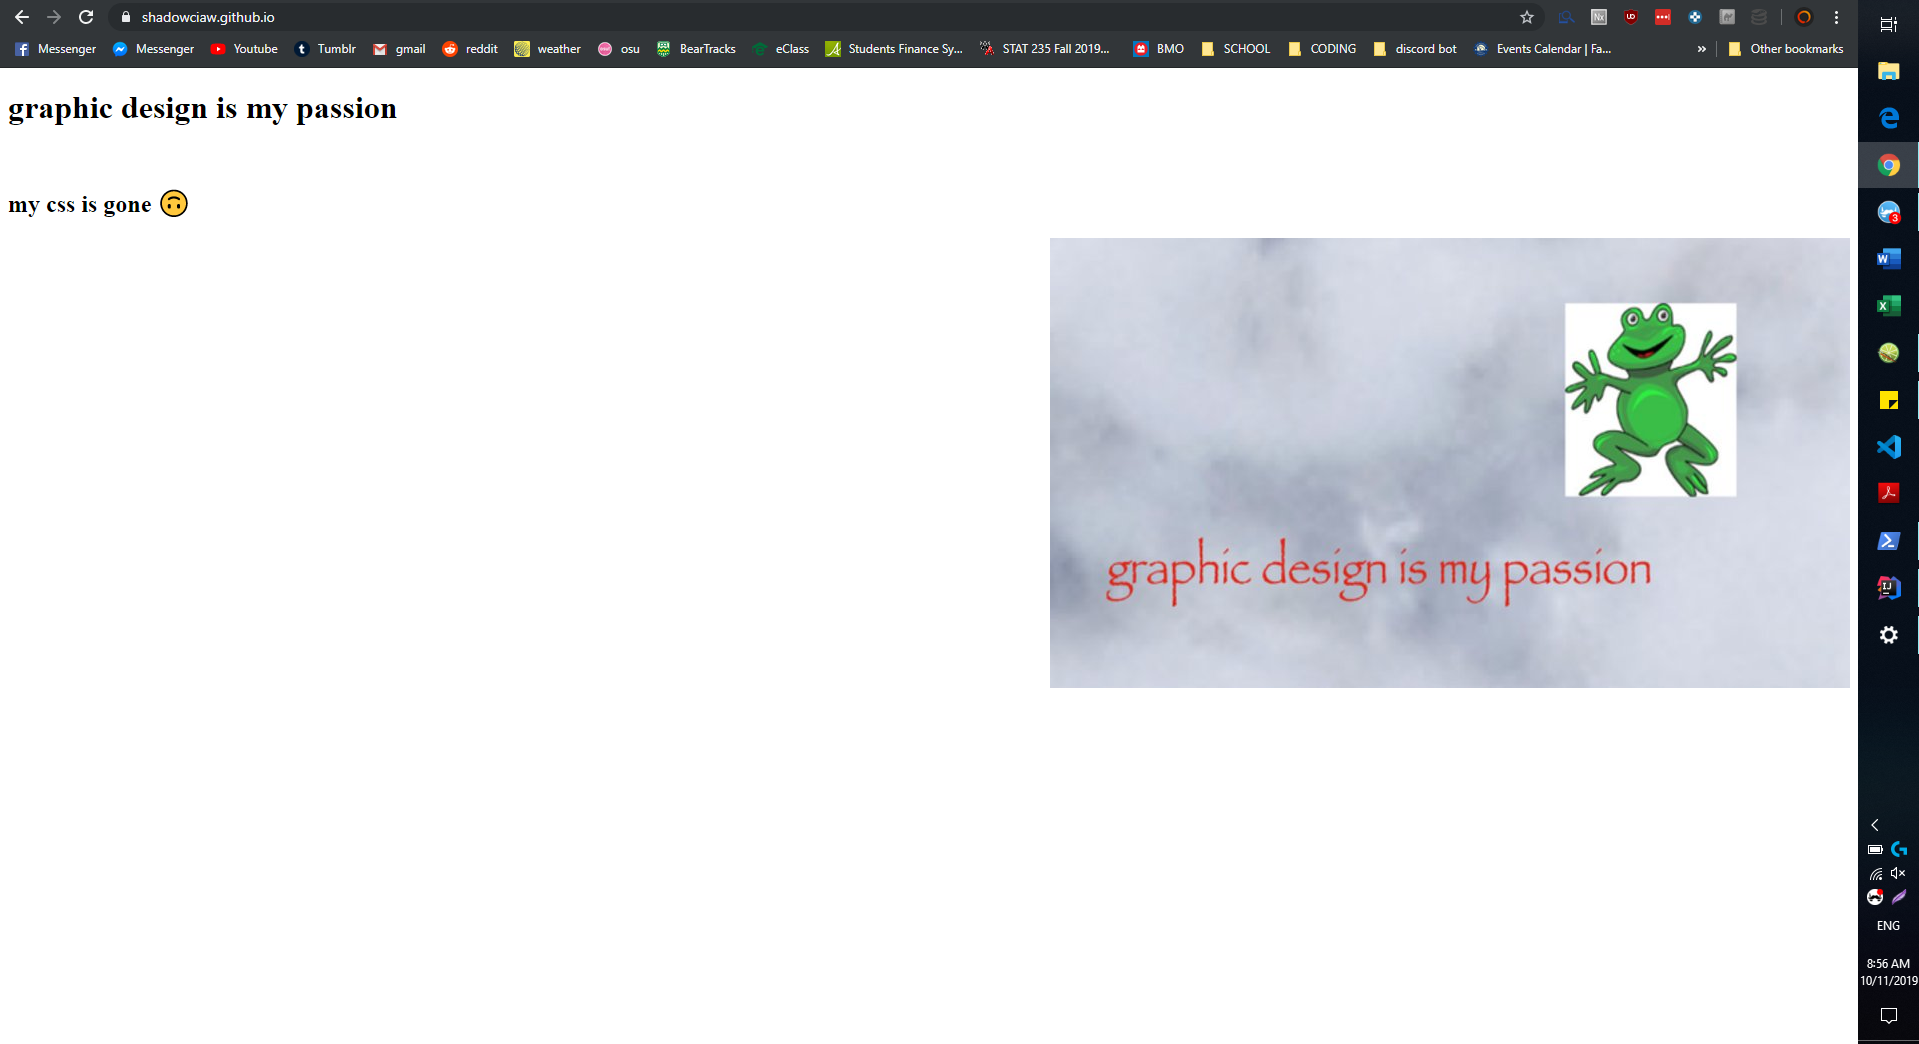 shadowciaw.github.io
Messenger Messenger Youtube Tumblr gmail reddit weather osu BearTracks eClass Students Finance Sy... STAT 235 Fall 2019... BMO SCHOOL CODING discord bot Events Calendar | Fa... » Other bookmarks
graphic design is my passion
my css is gone 🙃
graphic design is my passion
3
ENG
8:56 AM
10/11/2019